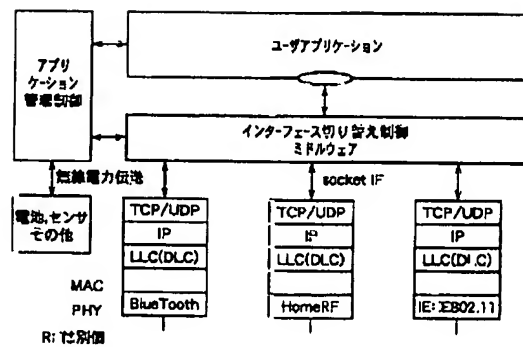 アプリ
ケーション
管理制御
ユーザアプリケーション
インターフェース切り替え制御
ミドルウェア
無線電力伝送
socket IF
電池,センサ
その他
TCP/UDP
IP
LLC(DLC)
BlueTooth
TCP/UDP
IP
LLC(DLC)
HomeRF
TCP/UDP
IP
LLC(DLC)
MAC
PHY